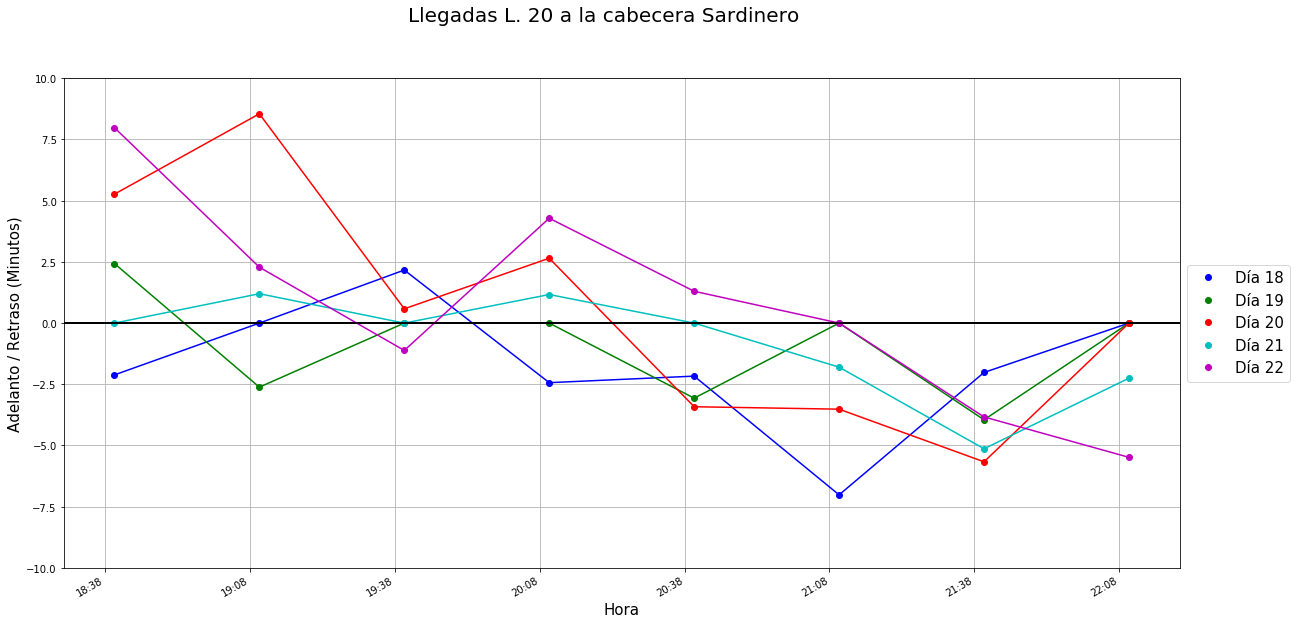 Llegadas L. 20 a la cabecera Sardinero
Adelanto / Retraso (Minutos)
10.0
7.5
5.0
2.5
0.0
−2.5
−5.0
−7.5
−10.0
18:38
19:08
19:38
20:08
20:38
21:08
21:38
22:08
Hora
Día 18
Día 19
Día 20
Día 21
Día 22